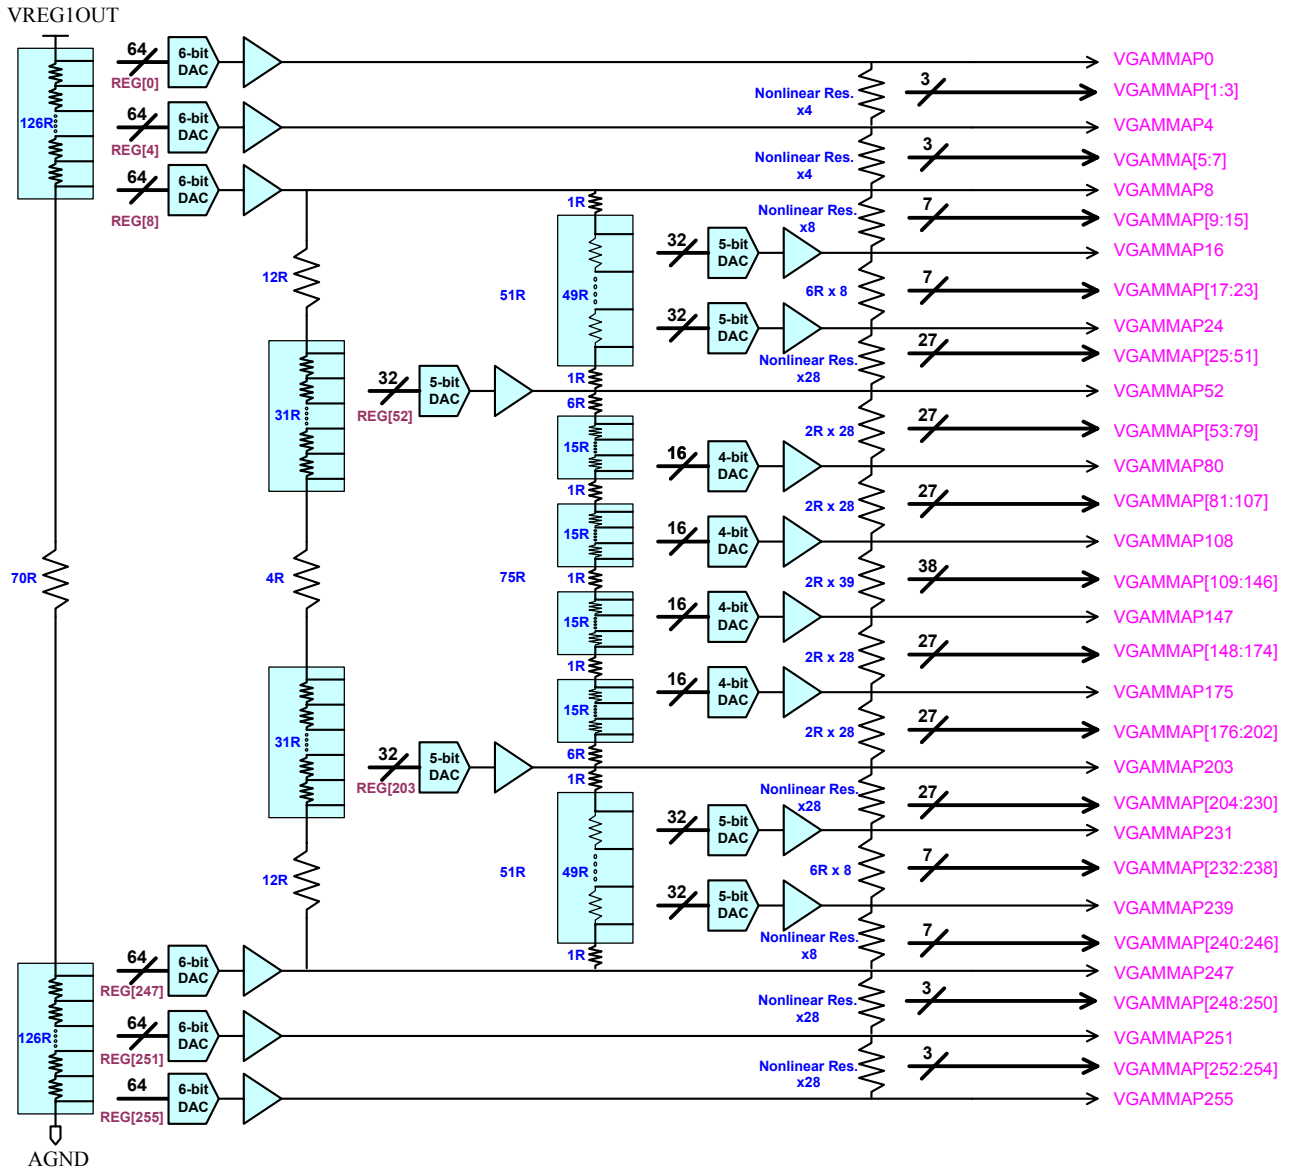 VREG1OUT
64
6-bit
DAC
REG[0]
VGAMMAP0
Nonlinear Res.
x4
3
VGAMMAP[1:3]
126R
64
6-bit
DAC
REG[4]
VGAMMAP4
Nonlinear Res.
x4
3
VGAMMA[5:7]
64
6-bit
DAC
REG[8]
VGAMMAP8
1R
Nonlinear Res.
x8
7
VGAMMAP[9:15]
32
5-bit
DAC
VGAMMAP16
12R
51R
49R
6R x 8
7
VGAMMAP[17:23]
32
5-bit
DAC
VGAMMAP24
Nonlinear Res.
x28
27
VGAMMAP[25:51]
1R
32
5-bit
DAC
REG[52]
VGAMMAP52
6R
31R
2R x 28
27
VGAMMAP[53:79]
15R
16
4-bit
DAC
VGAMMAP80
1R
2R x 28
27
VGAMMAP[81:107]
15R
16
4-bit
DAC
VGAMMAP108
70R
4R
75R
1R
2R x 39
38
VGAMMAP[109:146]
15R
16
4-bit
DAC
VGAMMAP147
1R
2R x 28
27
VGAMMAP[148:174]
15R
16
4-bit
DAC
VGAMMAP175
31R
2R x 28
27
VGAMMAP[176:202]
6R
32
5-bit
DAC
REG[203
VGAMMAP203
1R
Nonlinear Res.
x28
27
VGAMMAP[204:230]
32
5-bit
DAC
VGAMMAP231
12R
51R
49R
6R x 8
7
VGAMMAP[232:238]
32
5-bit
DAC
VGAMMAP239
Nonlinear Res.
x8
7
VGAMMAP[240:246]
1R
64
6-bit
DAC
REG[247]
VGAMMAP247
Nonlinear Res.
x28
3
VGAMMAP[248:250]
126R
64
6-bit
DAC
REG[251]
VGAMMAP251
Nonlinear Res.
x28
3
VGAMMAP[252:254]
64
6-bit
DAC
REG[255]
VGAMMAP255
AGND